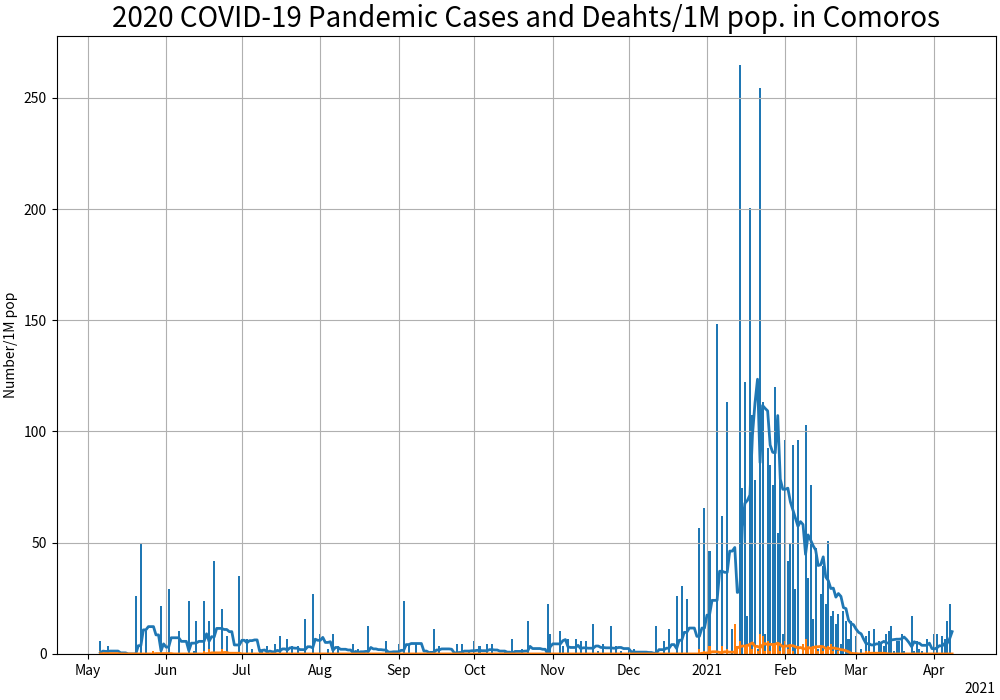 2020 COVID-19 Pandemic Cases and Deahts/1M pop. in Comoros
Number/1M pop
250
200
150
100
50
0
May Jun Jul Aug Sep Oct Nov Dec 2021 Feb Mar Apr
2021